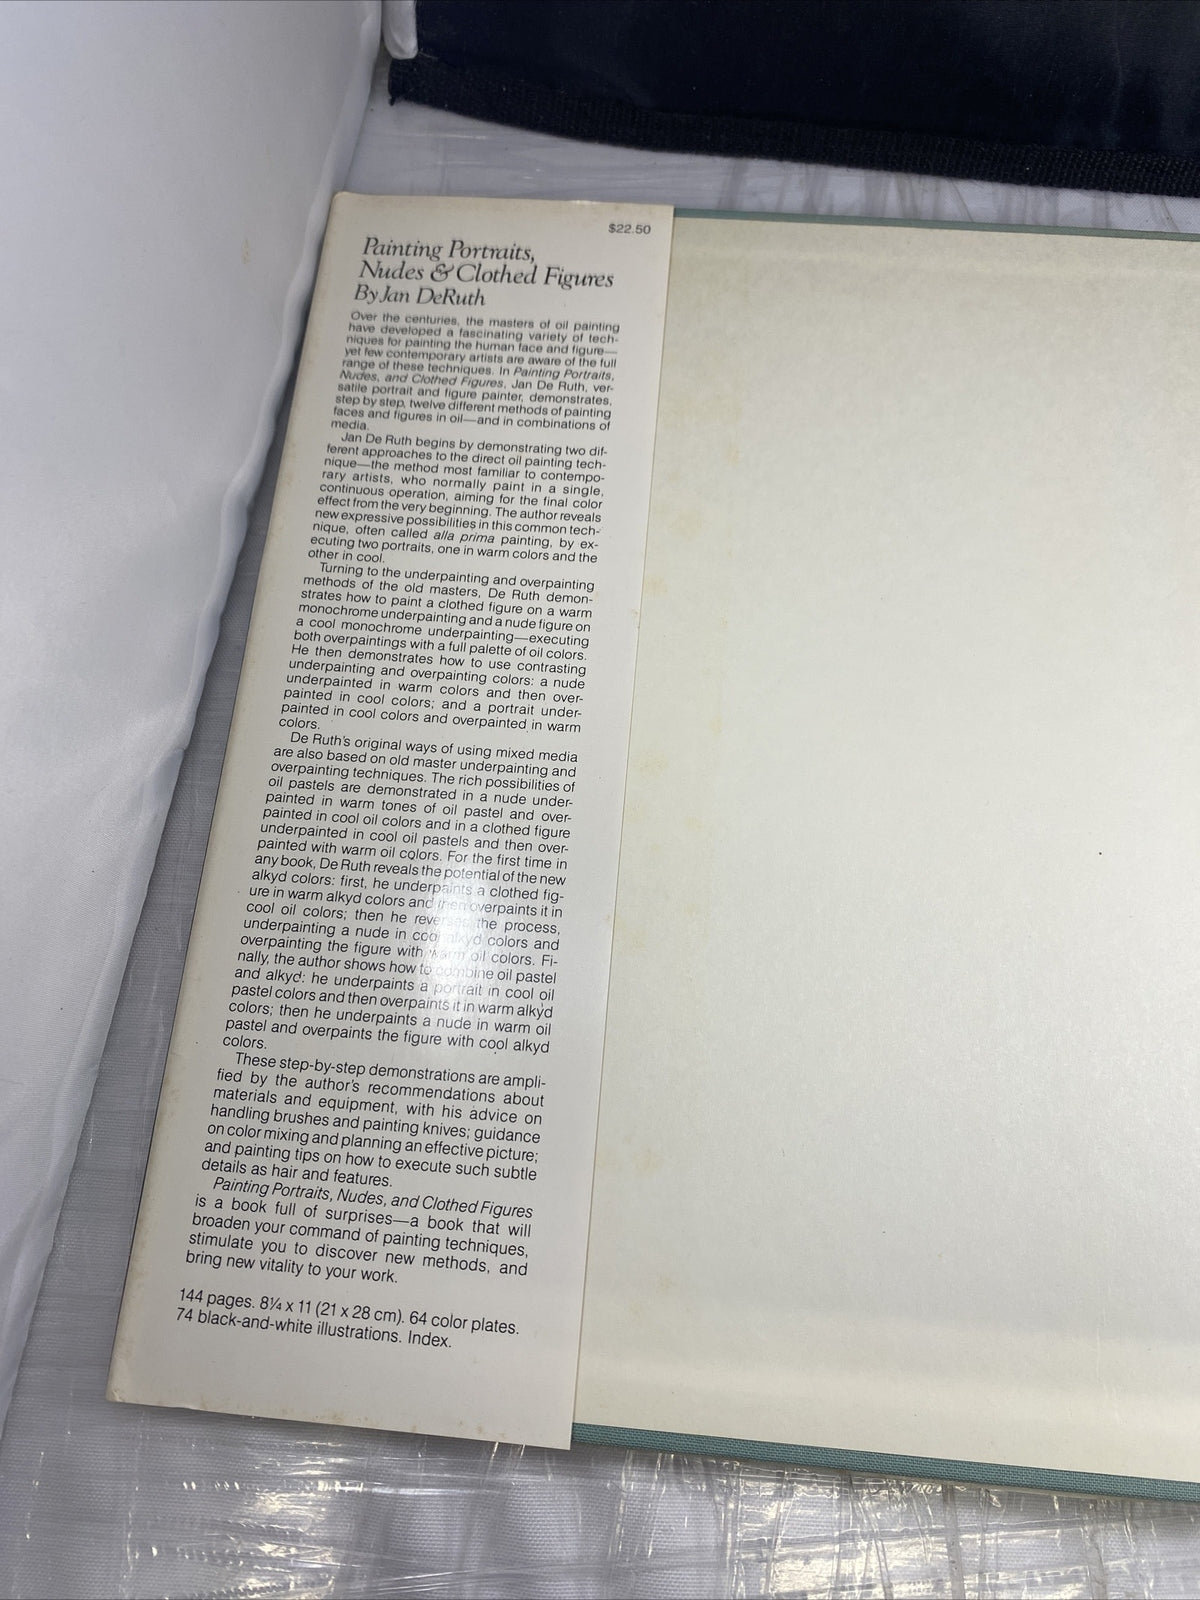 $22.50
Painting Portraits,
Nudes & Clothed Figures
By Jan DeRuth
Over the centuries, the masters of oil painting
have developed a fascinating variety of tech-
niques for painting the human face and figure—
yet few contemporary artists are aware of the full
range of these techniques. In Painting Portraits,
Nudes, and Clothed Figures, Jan De Ruth, ver-
satile portrait and figure painter, demonstrates,
step by step, twelve different methods of painting
faces and figures in oil—and in combinations of
media.
Jan De Ruth begins by demonstrating two dif-
ferent approaches to the direct oil painting tech-
nique—the method most familiar to contempo-
rary artists, who normally paint in a single,
continuous operation, aiming for the final color
effect from the very beginning. The author reveals
new expressive possibilities in this common tech-
nique, often called alla prima painting, by ex-
ecuting two portraits, one in warm colors and the
other in cool.
Turning to the underpainting and overpainting
methods of the old masters, De Ruth demon-
strates how to paint a clothed figure on a warm
monochrome underpainting and a nude figure on
a cool monochrome underpainting—executing
both overpaintings with a full palette of oil colors.
He then demonstrates how to use contrasting
underpainting and overpainting colors: a nude
underpainted in warm colors and then over-
painted in cool colors; and a portrait under-
painted in cool colors and overpainted in warm
colors.
De Ruth's original ways of using mixed media
are also based on old master underpainting and
overpainting techniques. The rich possibilities of
oil pastels are demonstrated in a nude under-
painted in warm tones of oil pastel and over-
painted in cool oil colors and in a clothed figure
underpainted in cool oil pastels and then over-
painted with warm oil colors. For the first time in
any book, De Ruth reveals the potential of the new
alkyd colors: first, he underpaints a clothed fig-
ure in warm alkyd colors and then overpaints it in
cool oil colors; then he reverses the process,
underpainting a nude in cool alkyd colors and
overpainting the figure with warm oil colors. Fi-
nally, the author shows how to combine oil pastel
and alkyd: he underpaints a portrait in cool oil
pastel colors and then overpaints it in warm alkyd
colors; then he underpaints a nude in warm oil
pastel and overpaints the figure with cool alkyd
colors.
These step-by-step demonstrations are ampli-
fied by the author's recommendations about
materials and equipment, with his advice on
handling brushes and painting knives; guidance
on color mixing and planning an effective picture;
and painting tips on how to execute such subtle
details as hair and features.
Painting Portraits, Nudes, and Clothed Figures
is a book full of surprises—a book that will
broaden your command of painting techniques,
stimulate you to discover new methods, and
bring new vitality to your work.
144 pages. 8¼ x 11 (21 x 28 cm). 64 color plates.
74 black-and-white illustrations. Index.